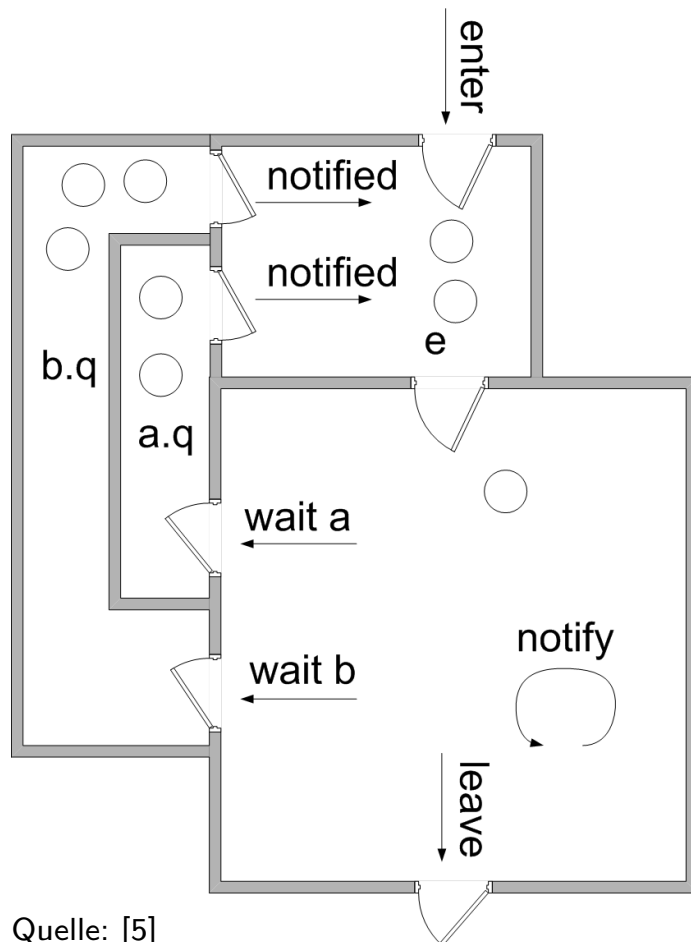 enter
notified
notified
e
b.q
a.q
wait a
notify
wait b
leave
Quelle: [5]